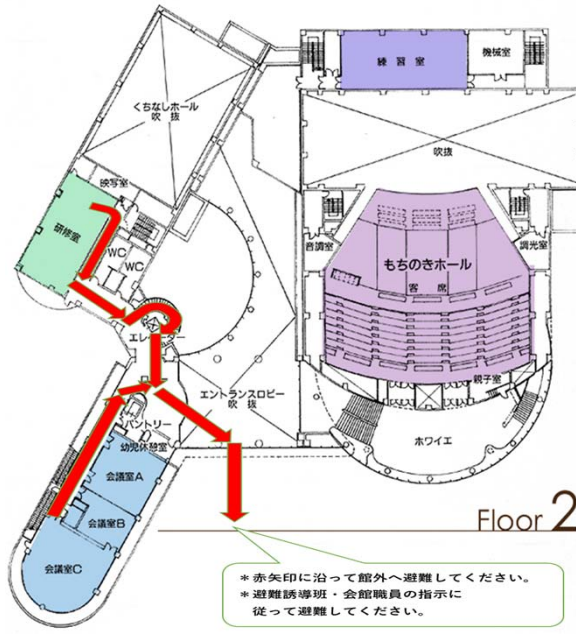 練習室
機械室
くちなしホール
吹抜
吹抜
映写室
研修室
WC
WC
音調室
調光室
もちのきホール
客席
エレベーター
親子室
エントランスロビー
吹抜
ホワイエ
パントリー
幼児休憩室
会議室A
会議室B
会議室C
Floor 2
＊赤矢印に沿って館外へ避難してください。
＊避難誘導班・会館職員の指示に
従って避難してください。